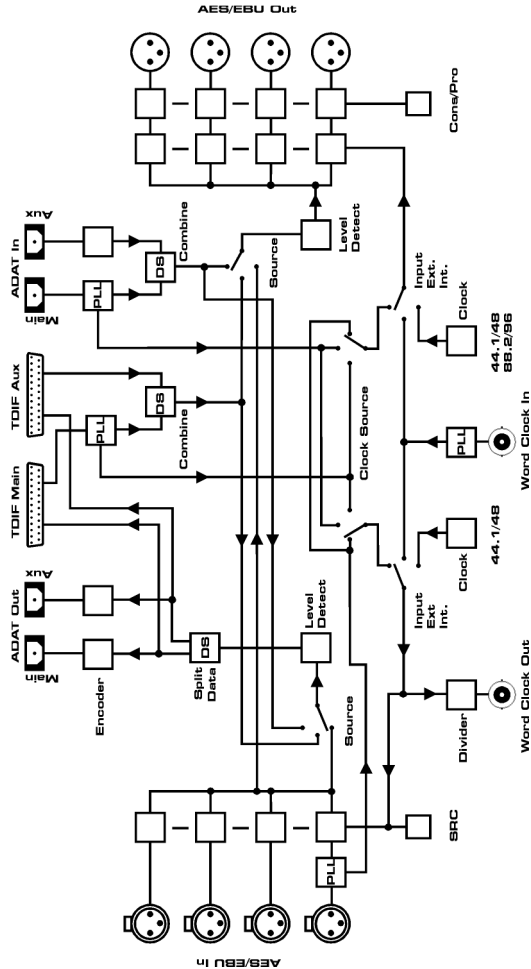 AES/EBU Out
Cons/Pro
Aux
ADAT In
Main
PLL
DS
Combine
Source
Level
Detect
Input
Ext.
Int.
Clock
44.1/48
88.2/96
TDIF Aux
TDIF Main
PLL
DS
Combine
Clock Source
PLL
Word Clock In
Aux
ADAT Out
Main
Encoder
DS
Split
Data
Level
Detect
Source
Input
Ext
Int.
Clock
44.1/48
Divider
Word Clock Out
SRC
PLL
AES/EBU In